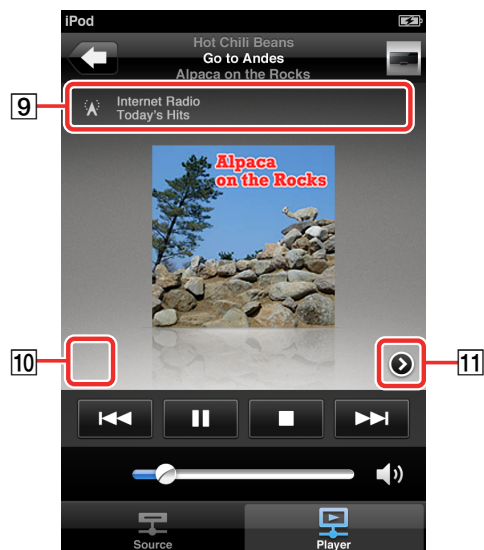 iPod
Hot Chili Beans
Go to Andes
Alpaca on the Rocks
9
Internet Radio
Today's Hits
Alpaca
on the Rocks
10
11
Source
Player